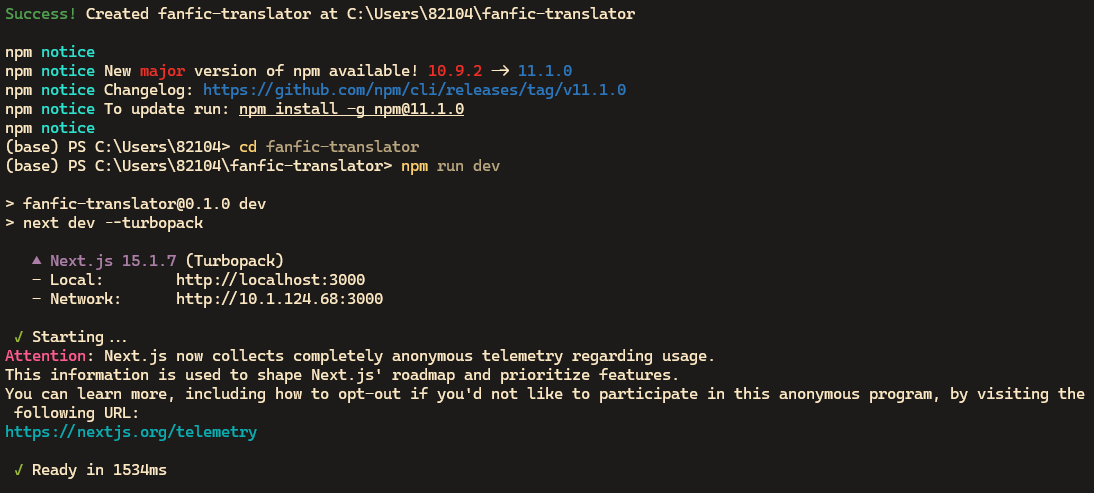 Success! Created fanfic-translator at C:\Users\82104\fanfic-translator
npm notice
npm notice New major version of npm available! 10.9.2 -> 11.1.0
npm notice Changelog: https://github.com/npm/cli/releases/tag/v11.1.0
npm notice To update run: npm install -g npm@11.1.0
npm notice
(base) PS C:\Users\82104> cd fanfic-translator
(base) PS C:\Users\82104\fanfic-translator> npm run dev
> fanfic-translator@0.1.0 dev
> next dev --turbopack
▲ Next.js 15.1.7 (Turbopack)
- Local:        http://localhost:3000
- Network:      http://10.1.124.68:3000
✓ Starting...
Attention: Next.js now collects completely anonymous telemetry regarding usage.
This information is used to shape Next.js' roadmap and prioritize features.
You can learn more, including how to opt-out if you'd not like to participate in this anonymous program, by visiting the
following URL:
https://nextjs.org/telemetry
✓ Ready in 1534ms